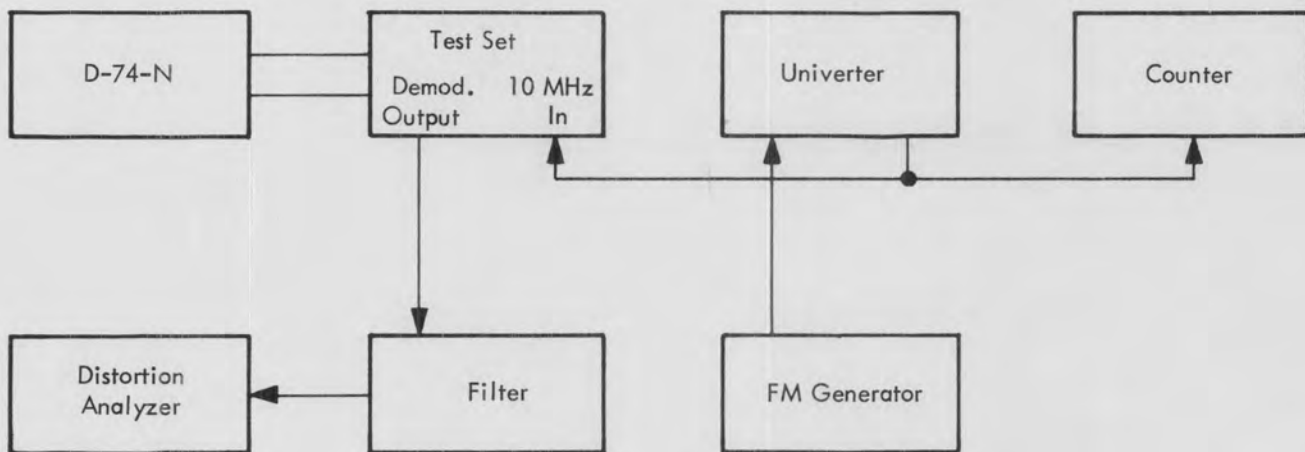 D-74-N
Test Set
Demod. 10 MHz
Output In
Univerter
Counter
Distortion
Analyzer
Filter
FM Generator